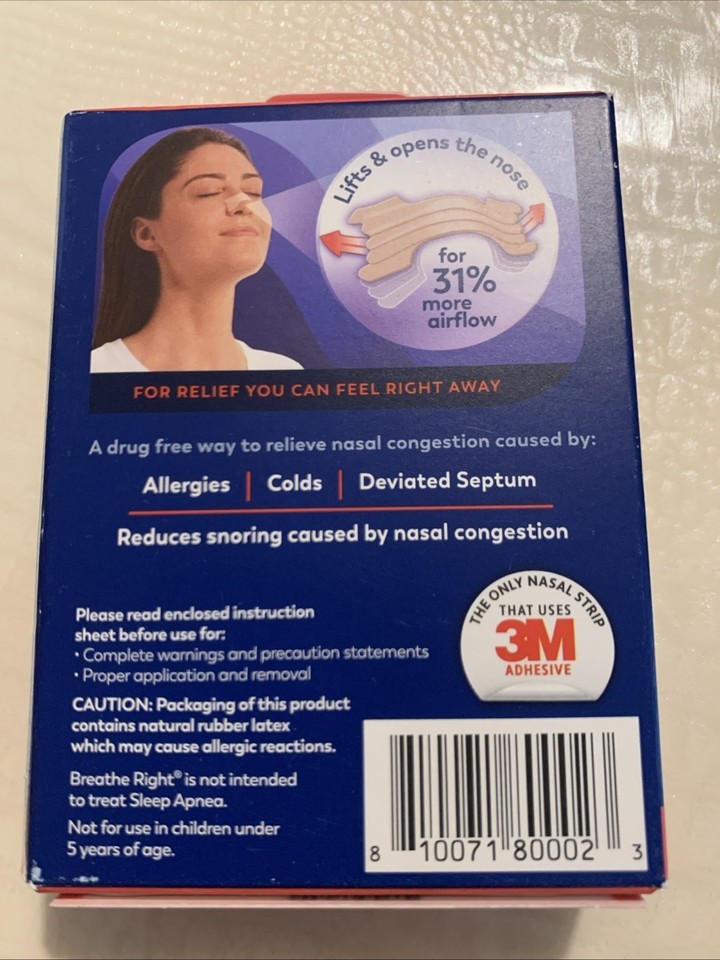 Lifts & opens the nose
for
31%
more
airflow
FOR RELIEF YOU CAN FEEL RIGHT AWAY
A drug free way to relieve nasal congestion caused by:
Allergies | Colds | Deviated Septum
Reduces snoring caused by nasal congestion
THE ONLY NASAL STRIP
THAT USES
3M
ADHESIVE
Please read enclosed instruction
sheet before use for:
• Complete warnings and precaution statements
• Proper application and removal
CAUTION: Packaging of this product
contains natural rubber latex
which may cause allergic reactions.
Breathe Right® is not intended
to treat Sleep Apnea.
Not for use in children under
5 years of age.
8 10071 80002 3